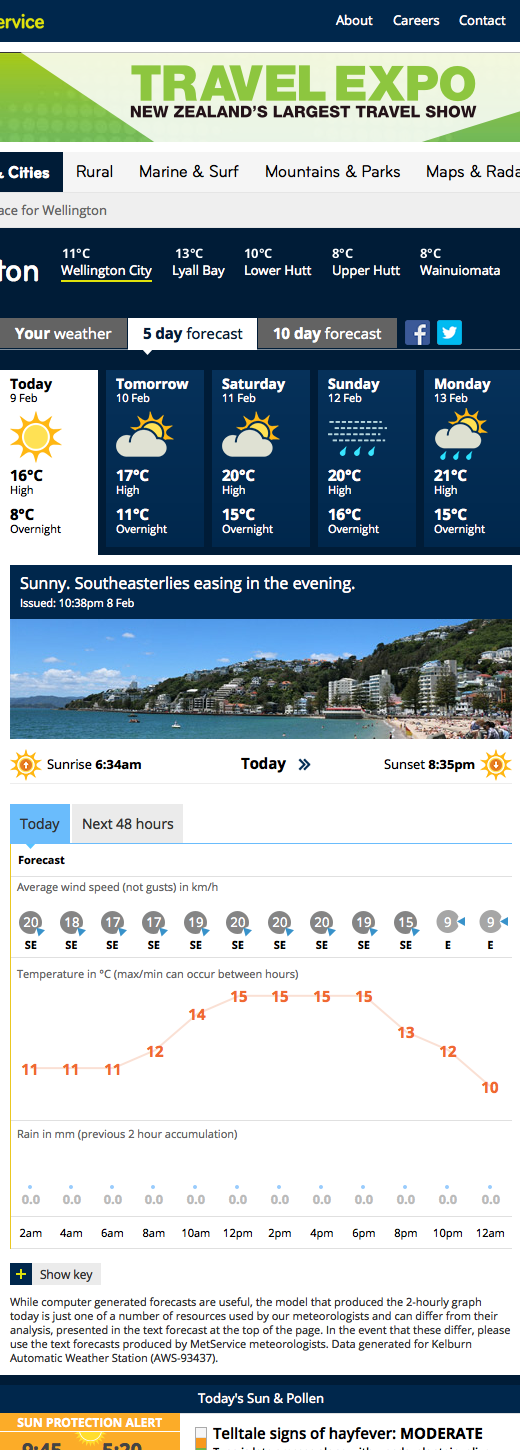 ervice
About Careers Contact
TRAVEL EXPO
NEW ZEALAND'S LARGEST TRAVEL SHOW
& Cities Rural Marine & Surf Mountains & Parks Maps & Rada
ace for Wellington
ton
11°C 13°C 10°C 8°C 8°C
Wellington City Lyall Bay Lower Hutt Upper Hutt Wainuiomata
Your weather 5 day forecast 10 day forecast
Today Tomorrow Saturday Sunday Monday
9 Feb 10 Feb 11 Feb 12 Feb 13 Feb
16°C 17°C 20°C 20°C 21°C
High High High High High
8°C 11°C 15°C 16°C 15°C
Overnight Overnight Overnight Overnight Overnight
Sunny. Southeasterlies easing in the evening.
Issued: 10:38pm 8 Feb
Sunrise 6:34am Today » Sunset 8:35pm
Today Next 48 hours
Forecast
Average wind speed (not gusts) in km/h
20 18 17 17 19 20 20 20 19 15 9 9
SE SE SE SE SE SE SE SE SE SE E E
Temperature in °C (max/min can occur between hours)
11 11 11 12 14 15 15 15 15 13 12 10
Rain in mm (previous 2 hour accumulation)
0.0 0.0 0.0 0.0 0.0 0.0 0.0 0.0 0.0 0.0 0.0 0.0
2am 4am 6am 8am 10am 12pm 2pm 4pm 6pm 8pm 10pm 12am
+ Show key
While computer generated forecasts are useful, the model that produced the 2-hourly graph
today is just one of a number of resources used by our meteorologists and can differ from their
analysis, presented in the text forecast at the top of the page. In the event that these differ, please
use the text forecasts produced by MetService meteorologists. Data generated for Kelburn
Automatic Weather Station (AWS-93437).
Today's Sun & Pollen
SUN PROTECTION ALERT
9:45 5:20
Telltale signs of hayfever: MODERATE